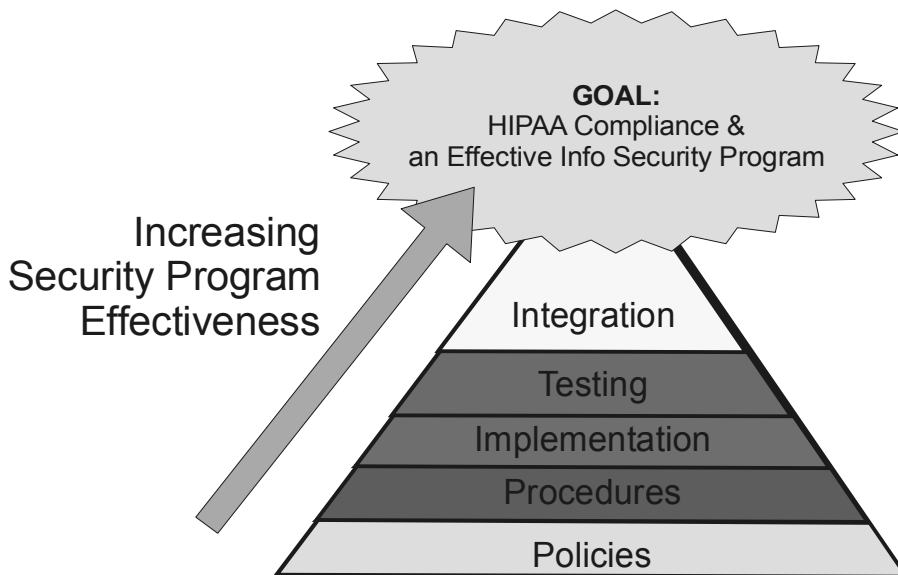 GOAL:
HIPAA Compliance &
an Effective Info Security Program
Increasing
Security Program
Effectiveness
Integration
Testing
Implementation
Procedures
Policies